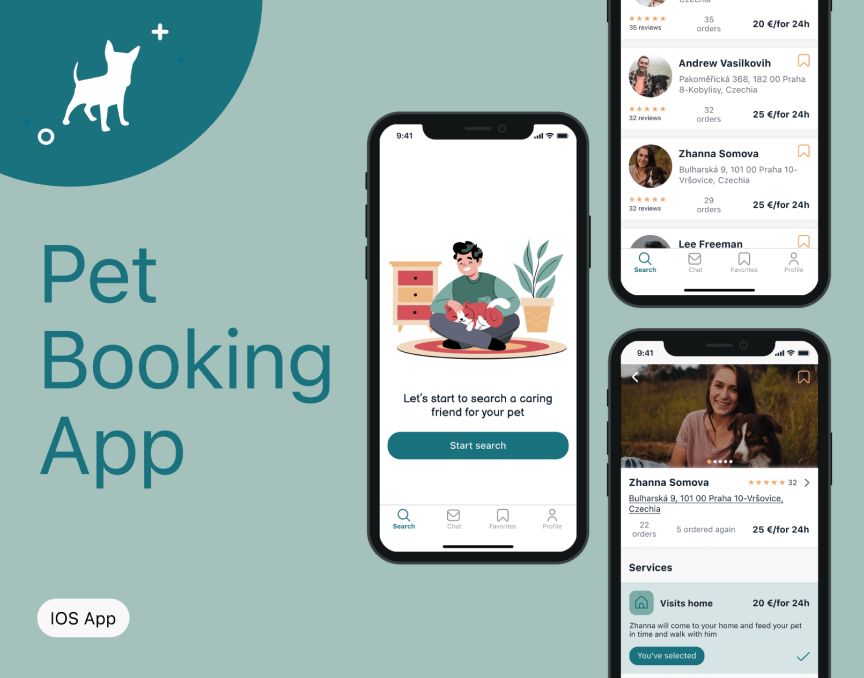 Pet
Booking
App
IOS App
9:41
Let's start to search a caring
friend for your pet
Start search
Search
Chat
Favorites
Profile
35 reviews
35
orders
20 €/for 24h
Andrew Vasilkovih
Pakoměřická 368, 182 00 Praha
8-Kobylisy, Czechia
32 reviews
32
orders
25 €/for 24h
Zhanna Somova
Bulharská 9, 101 00 Praha 10-
Vršovice, Czechia
32 reviews
29
orders
25 €/for 24h
Lee Freeman
Search
Chat
Favorites
Profile
9:41
Zhanna Somova
32
Bulharská 9, 101 00 Praha 10-Vršovice,
Czechia
22
orders
5 ordered again
25 €/for 24h
Services
Visits home
20 €/for 24h
Zhanna will come to your home and feed your pet
in time and walk with him
You've selected